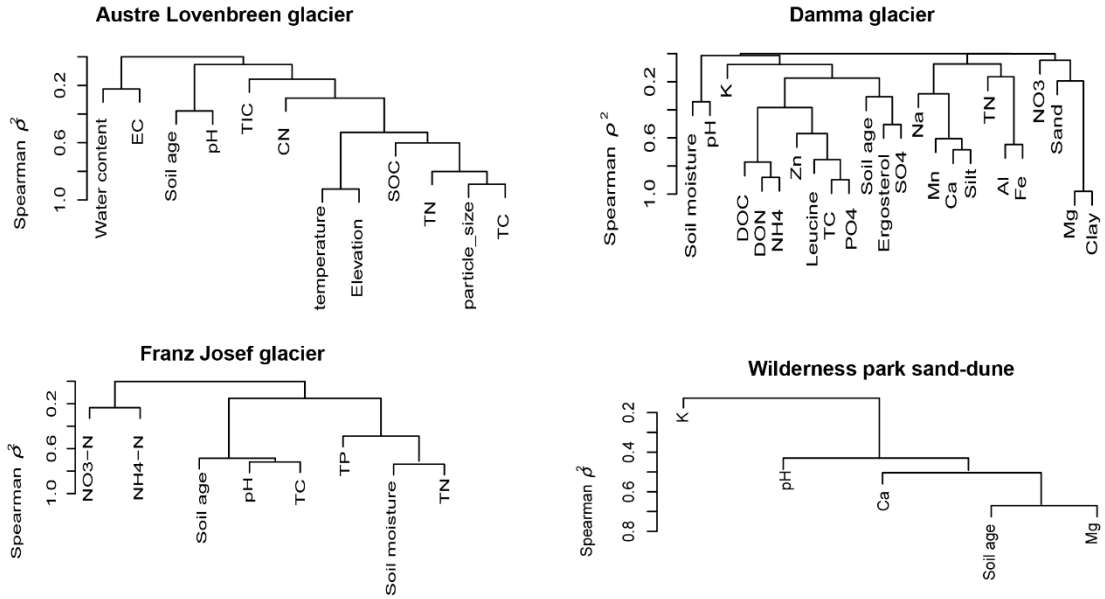 Austre Lovenbreen glacier
Spearman ρ²
0.2
0.6
1.0
Water content
EC
Soil age
pH
TIC
CN
temperature
Elevation
SOC
TN
particle_size
TC
Damma glacier
Spearman ρ²
0.2
0.6
1.0
Soil moisture
pH
K
DOC
DON
NH4
Zn
Leucine
TC
PO4
Soil age
Ergosterol
SO4
Na
Mn
Ca
Silt
TN
Al
Fe
NO3
Sand
Mg
Clay
Franz Josef glacier
Spearman ρ²
0.2
0.6
1.0
NO3-N
NH4-N
Soil age
pH
TC
TP
Soil moisture
TN
Wilderness park sand-dune
Spearman ρ²
0.2
0.4
0.6
0.8
K
pH
Ca
Soil age
Mg